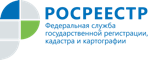 РОСРЕЕСТР
Федеральная служба
государственной регистрации,
кадастра и картографии